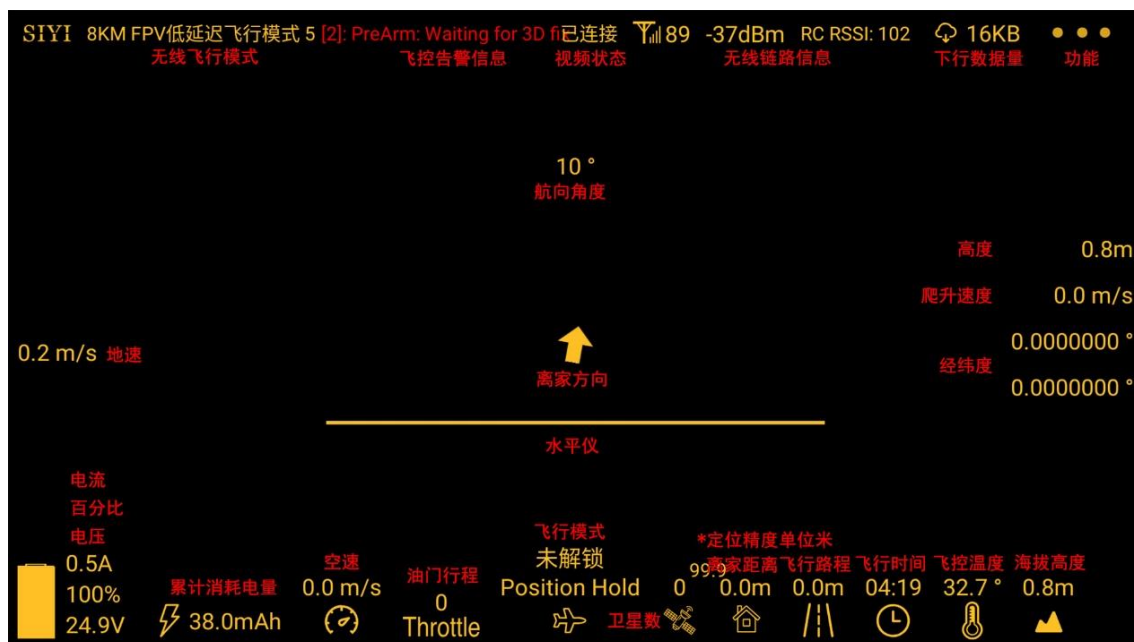 SIYI 8KM FPV低延迟飞行模式 5 [2]: PreArm: Waiting for 3D fix已连接 89 -37dBm RC RSSI: 102 16KB
无线飞行模式 飞控告警信息 视频状态 无线链路信息 下行数据量 功能
10 °
航向角度
高度 0.8m
爬升速度 0.0 m/s
0.0000000 °
0.2 m/s 地速
经纬度
离家方向
0.0000000 °
水平仪
电流
百分比
电压
飞行模式
*定位精度单位米
0.5A
空速
未解锁
99.9
离家距离 飞行路程 飞行时间 飞控温度 海拔高度
100%
累计消耗电量
0.0 m/s
油门行程
0
Position Hold
0 0.0m 0.0m 04:19 32.7 ° 0.8m
24.9V
38.0mAh
Throttle
卫星数